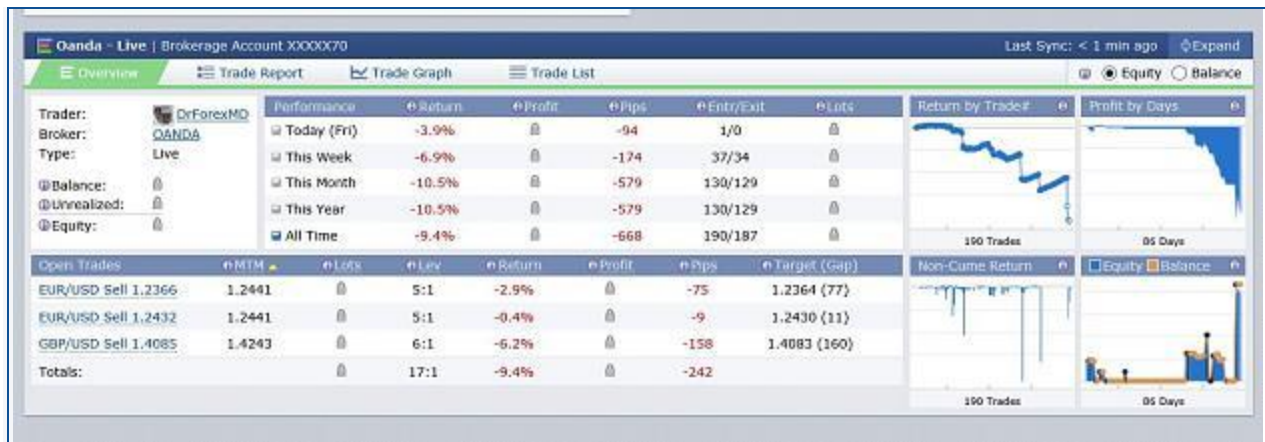 Oanda - Live | Brokerage Account XXXXX70 Last Sync: < 1 min ago Expand
Overview Trade Report Trade Graph Trade List Equity Balance
Trader: DrForexMD
Broker: OANDA
Type: Live
Balance:
Unrealized:
Equity:
Performance Return Profit Pips Entry/Exit Lots
Today (Fri) -3.9% -94 1/0
This Week -6.9% -174 37/34
This Month -10.5% -579 130/129
This Year -10.5% -579 130/129
All Time -9.4% -668 190/187
Return by Trade#
190 Trades
Profit by Days
86 Days
Open Trades MTM Lots Lev Return Profit Pips Target (Gap)
EUR/USD Sell 1.2366 1.2441 5:1 -2.9% -75 1.2364 (77)
EUR/USD Sell 1.2432 1.2441 5:1 -0.4% -9 1.2430 (11)
GBP/USD Sell 1.4085 1.4243 6:1 -6.2% -158 1.4083 (160)
Totals: 17:1 -9.4% -242
Non-Cume Return
190 Trades
Equity Balance
86 Days